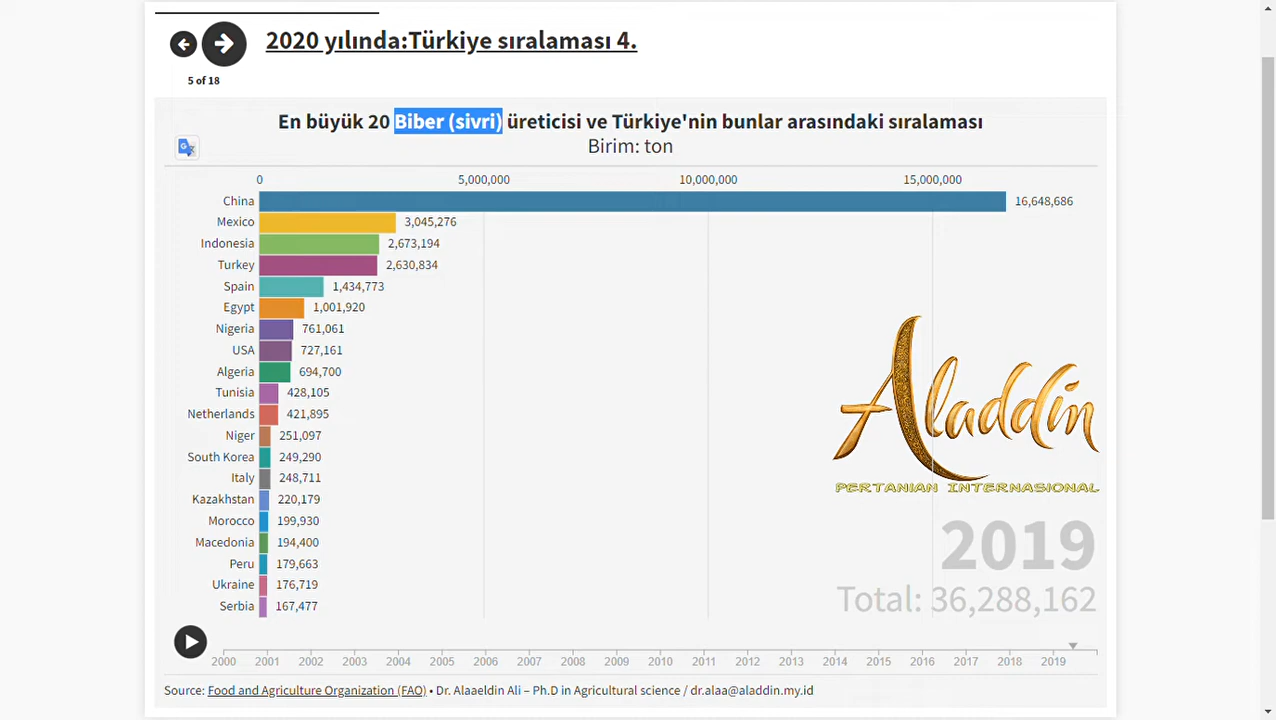 2020 yılında:Türkiye sıralaması 4.
5 of 18
En büyük 20 Biber (sivri) üreticisi ve Türkiye'nin bunlar arasındaki sıralaması
Birim: ton
0 5,000,000 10,000,000 15,000,000
China 16,648,686
Mexico 3,045,276
Indonesia 2,673,194
Turkey 2,630,834
Spain 1,434,773
Egypt 1,001,920
Nigeria 761,061
USA 727,161
Algeria 694,700
Tunisia 428,105
Netherlands 421,895
Niger 251,097
South Korea 249,290
Italy 248,711
Kazakhstan 220,179
Morocco 199,930
Macedonia 194,400
Peru 179,663
Ukraine 176,719
Serbia 167,477
Aladdin
PERTANIAN INTERNASIONAL
2019
Total: 36,288,162
2000 2001 2002 2003 2004 2005 2006 2007 2008 2009 2010 2011 2012 2013 2014 2015 2016 2017 2018 2019
Source: Food and Agriculture Organization (FAO) • Dr. Alaaeldin Ali – Ph.D in Agricultural science / dr.alaa@aladdin.my.id